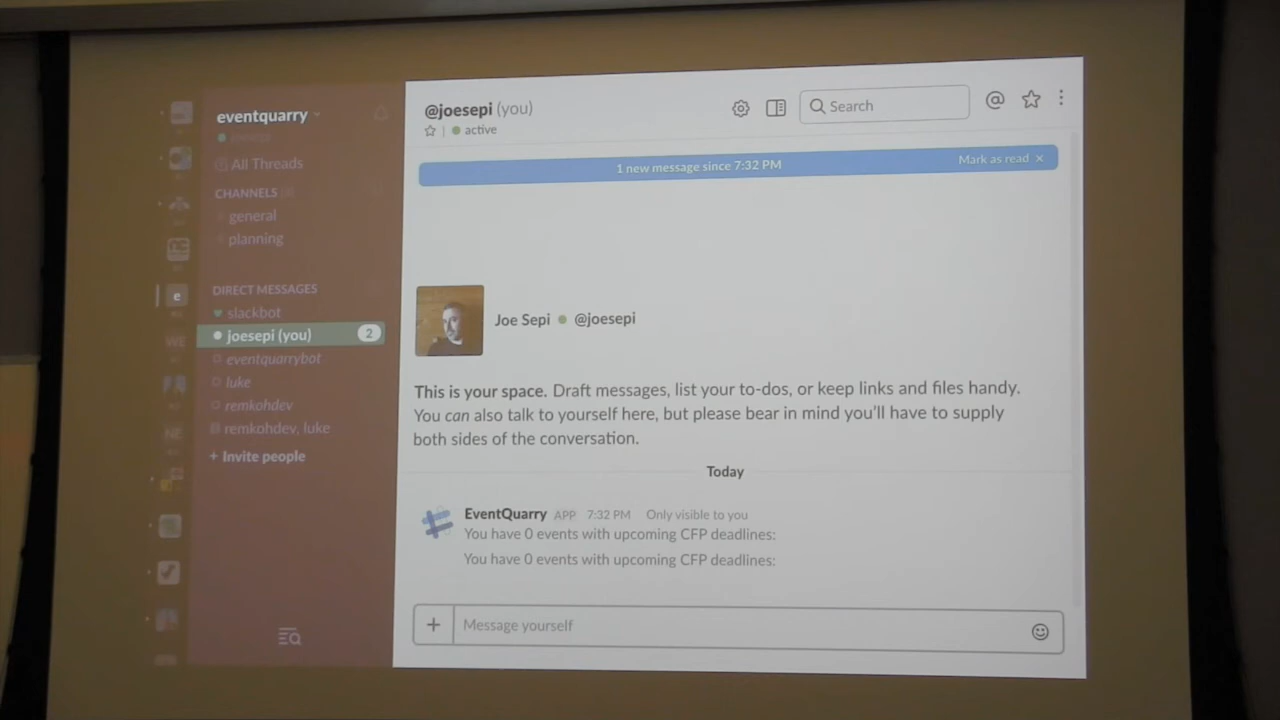 eventquarry
All Threads
CHANNELS
general
planning
DIRECT MESSAGES
slackbot
joesepi (you) 2
eventquarrybot
luke
remkohdev
remkohdev, luke
+ Invite people
@joesepi (you)
active
Search
1 new message since 7:32 PM
Mark as read ×
Joe Sepi @joesepi
This is your space. Draft messages, list your to-dos, or keep links and files handy.
You can also talk to yourself here, but please bear in mind you'll have to supply
both sides of the conversation.
Today
EventQuarry APP 7:32 PM Only visible to you
You have 0 events with upcoming CFP deadlines:
You have 0 events with upcoming CFP deadlines:
+ Message yourself
e
WE
NE